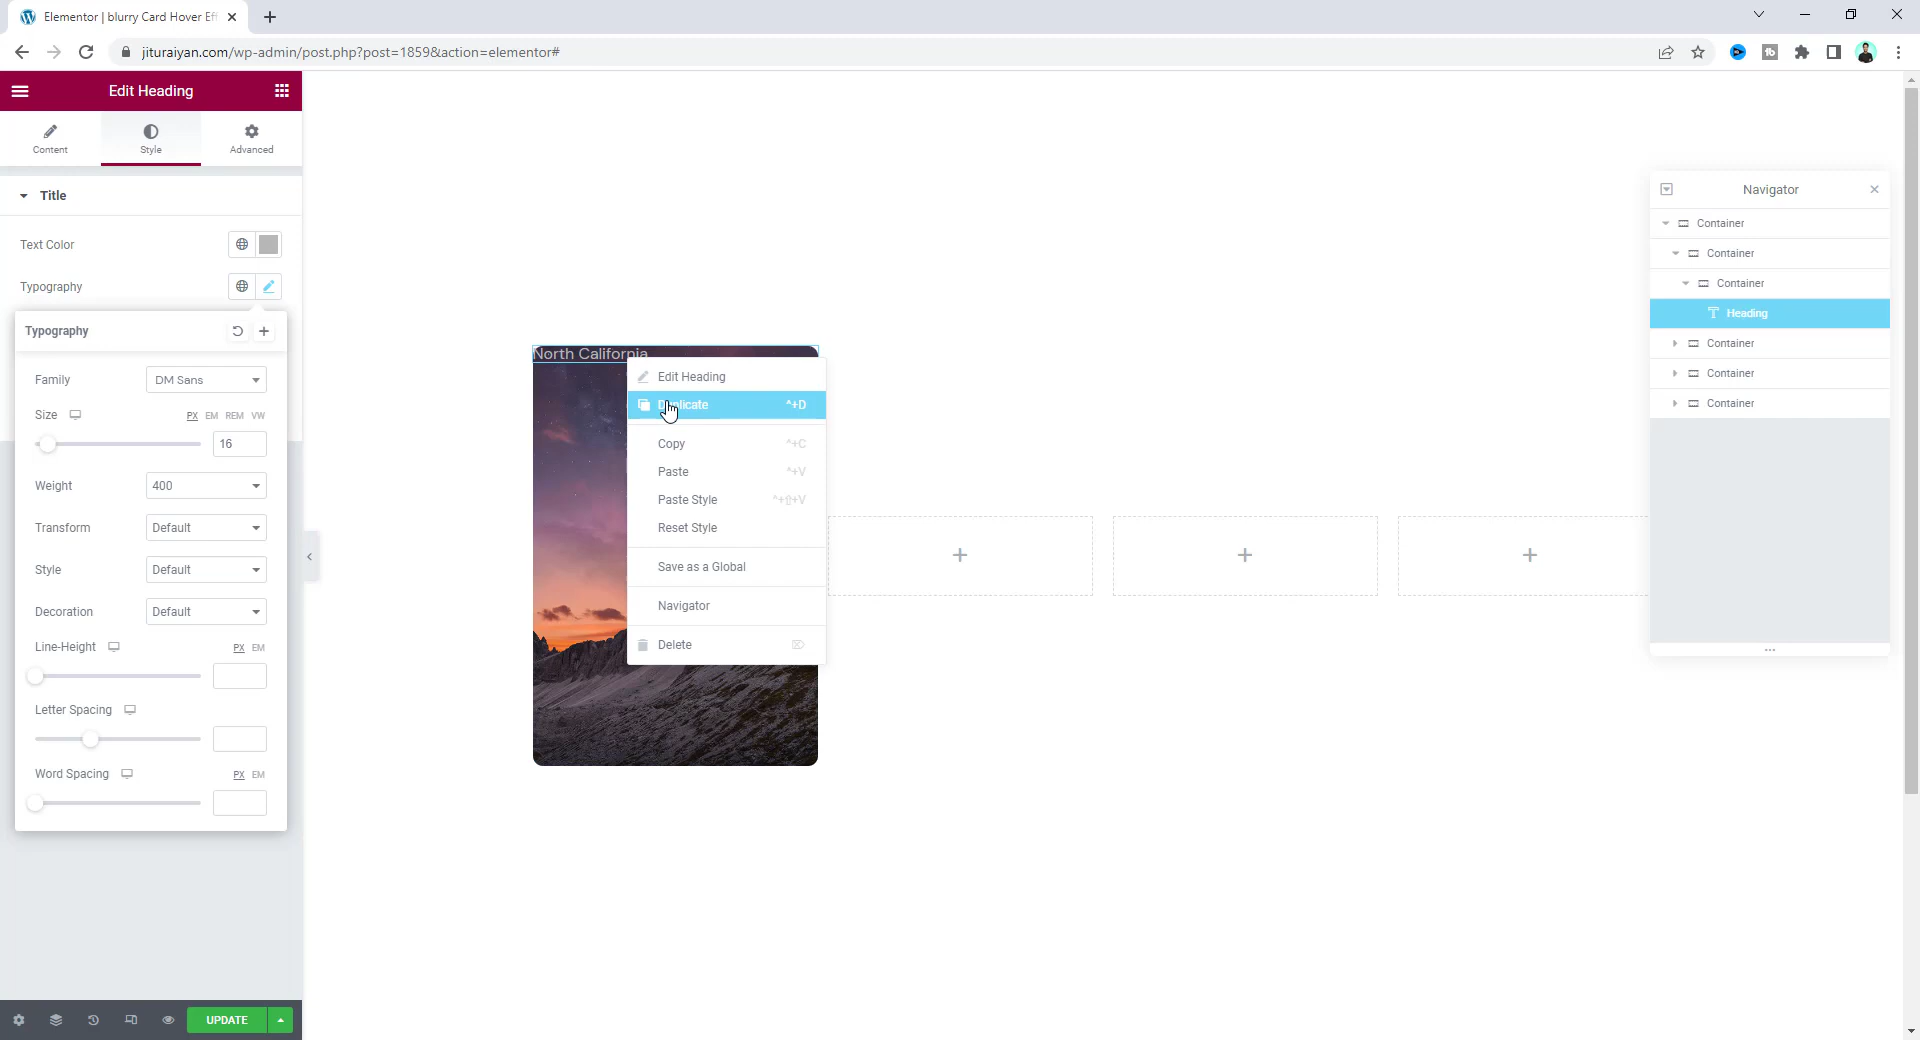 Elementor | blurry Card Hover Eff
jituraiyan.com/wp-admin/post.php?post=1859&action=elementor#
Edit Heading
Content
Style
Advanced
Title
Text Color
Typography
Typography
Family
DM Sans
Size
PX EM REM VW
16
Weight
400
Transform
Default
Style
Default
Decoration
Default
Line-Height
PX EM
Letter Spacing
Word Spacing
PX EM
UPDATE
North California
Edit Heading
Duplicate ^+D
Copy ^+C
Paste ^+V
Paste Style ^+⇧+V
Reset Style
Save as a Global
Navigator
Delete ⌦
Navigator
Container
Container
Container
Heading
Container
Container
Container